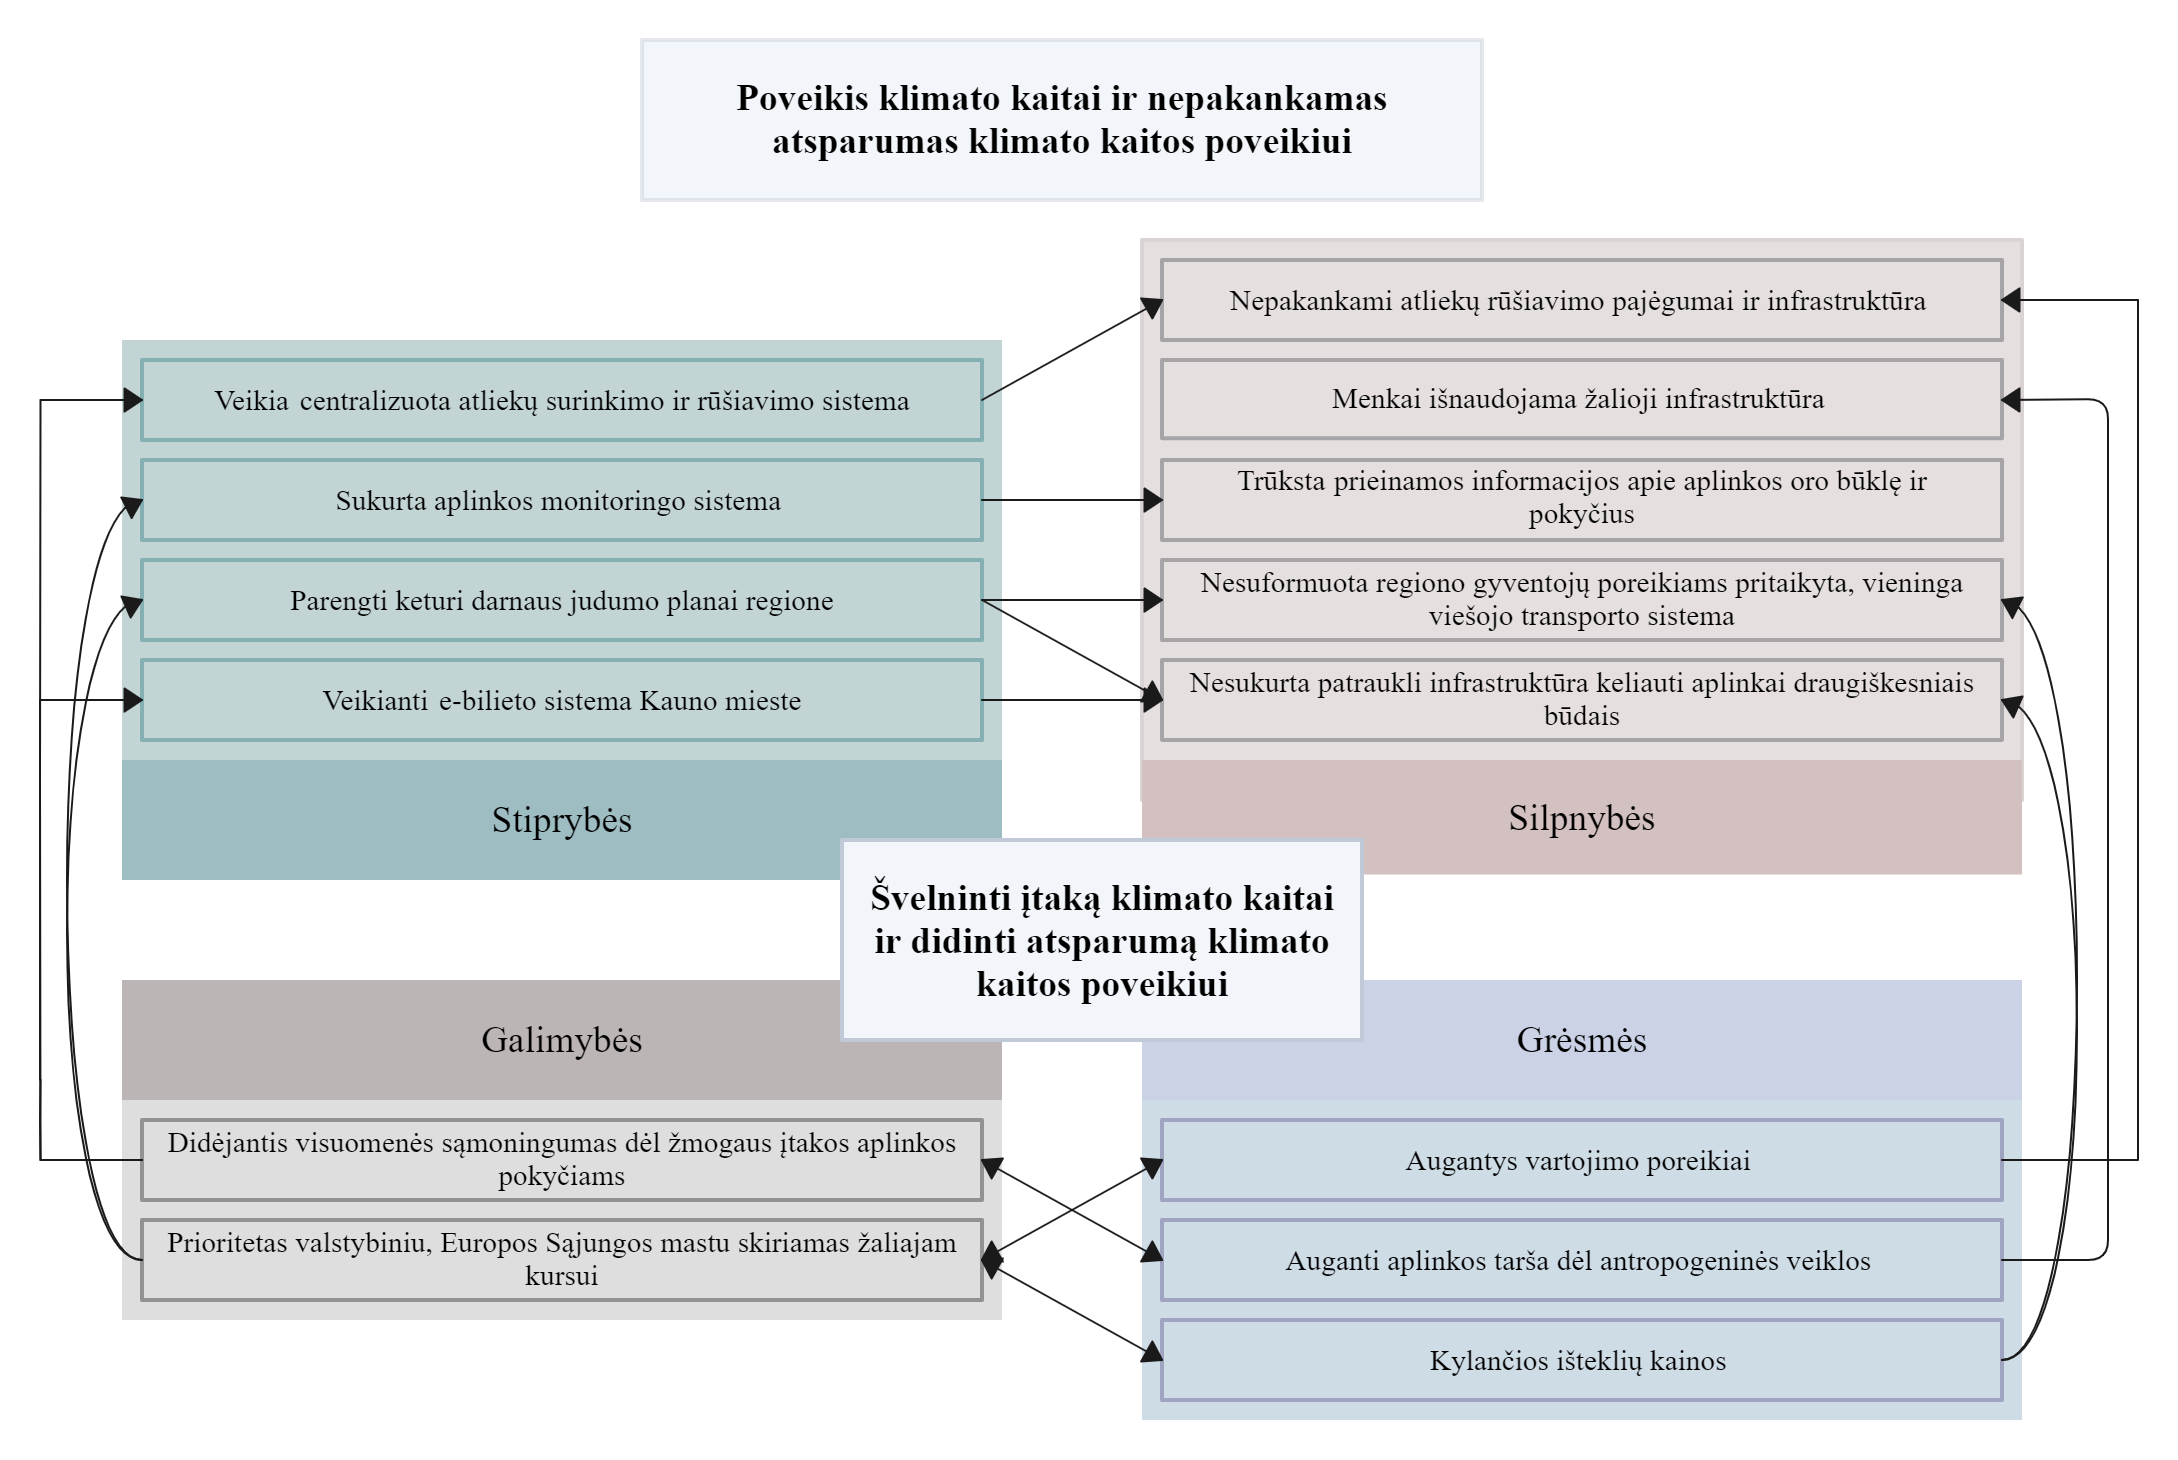 Poveikis klimato kaitai ir nepakankamas
atsparumas klimato kaitos poveikiui
Veikia centralizuota atliekų surinkimo ir rūšiavimo sistema
Sukurta aplinkos monitoringo sistema
Parengti keturi darnaus judumo planai regione
Veikianti e-bilieto sistema Kauno mieste
Stiprybės
Nepakankami atliekų rūšiavimo pajėgumai ir infrastruktūra
Menkai išnaudojama žalioji infrastruktūra
Trūksta prieinamos informacijos apie aplinkos oro būklę ir
pokyčius
Nesuformuota regiono gyventojų poreikiams pritaikyta, vieninga
viešojo transporto sistema
Nesukurta patraukli infrastruktūra keliauti aplinkai draugiškesniais
būdais
Silpnybės
Švelninti įtaką klimato kaitai
ir didinti atsparumą klimato
kaitos poveikiui
Galimybės
Didėjantis visuomenės sąmoningumas dėl žmogaus įtakos aplinkos
pokyčiams
Prioritetas valstybiniu, Europos Sąjungos mastu skiriamas žaliajam
kursui
Grėsmės
Augantys vartojimo poreikiai
Auganti aplinkos tarša dėl antropogeninės veiklos
Kylančios išteklių kainos